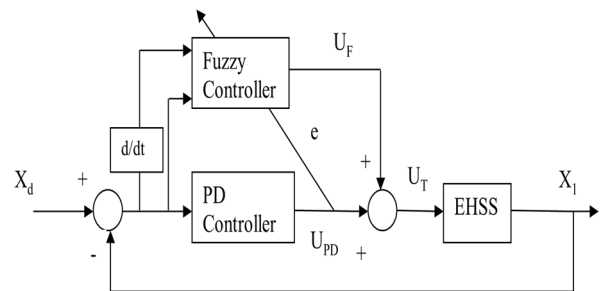 U_F
Fuzzy
Controller
e
d/dt
X_d
+
+
U_T
X_1
PD
Controller
EHSS
-
U_PD
+